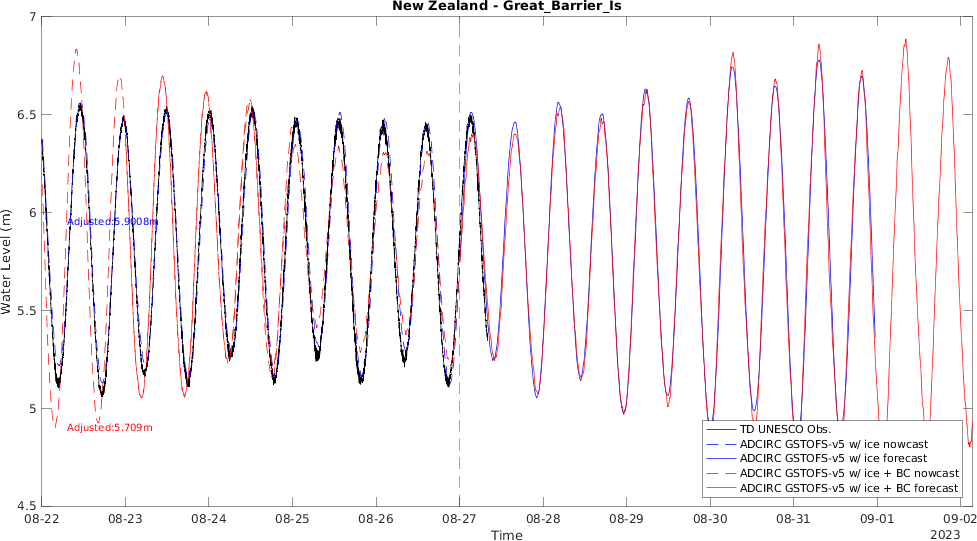 New Zealand - Great_Barrier_Is
7
6.5
6
5.5
5
4.5
Water Level (m)
Adjusted:5.9008m
Adjusted:5.709m
TD UNESCO Obs.
ADCIRC GSTOFS-v5 w/ ice nowcast
ADCIRC GSTOFS-v5 w/ ice forecast
ADCIRC GSTOFS-v5 w/ ice + BC nowcast
ADCIRC GSTOFS-v5 w/ ice + BC forecast
08-22 08-23 08-24 08-25 08-26 08-27 08-28 08-29 08-30 08-31 09-01 09-02
Time
2023